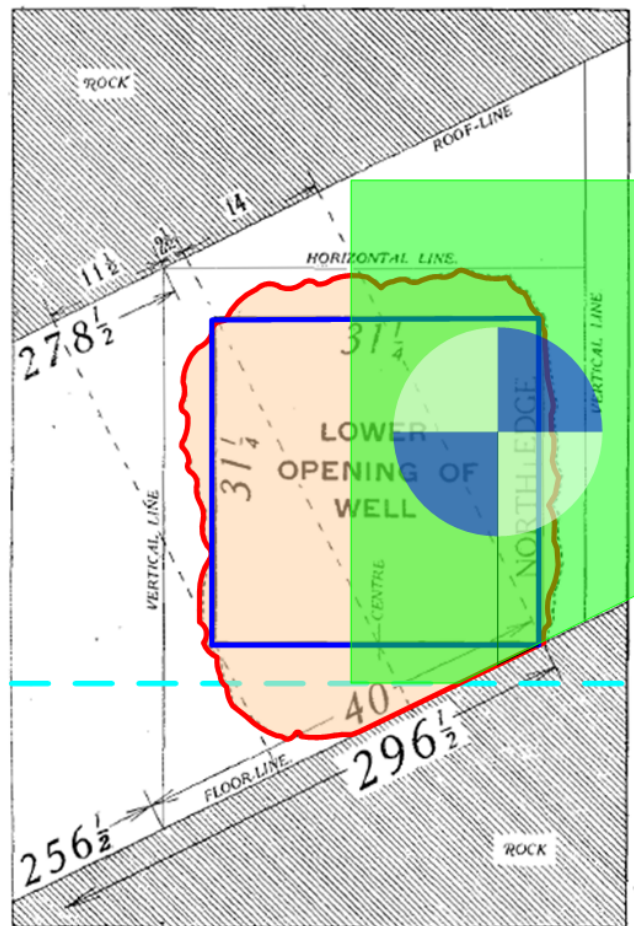 ROCK
ROOF-LINE
14
2½
11½
HORIZONTAL LINE.
278½
31¼
VERTICAL LINE
LOWER
OPENING OF
WELL
31¼
NORTH EDGE
VERTICAL LINE
CENTRE
40
296½
FLOOR-LINE.
256½
ROCK